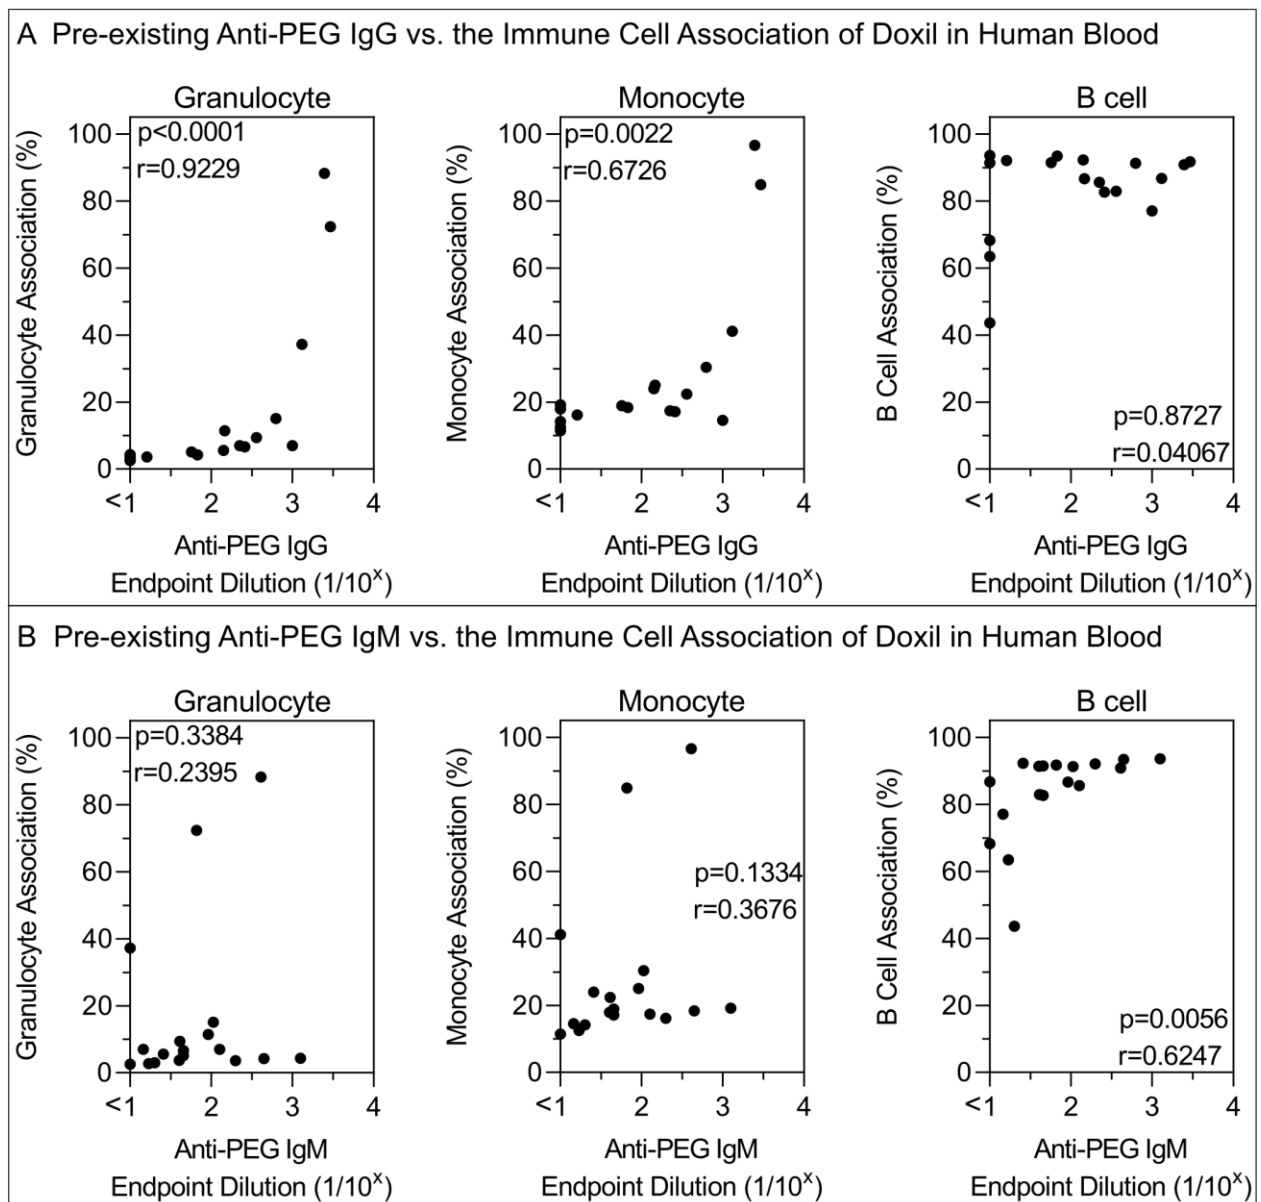 A Pre-existing Anti-PEG IgG vs. the Immune Cell Association of Doxil in Human Blood
Granulocyte
Granulocyte Association (%)
100
80
60
40
20
0
p<0.0001
r=0.9229
<1 2 3 4
Anti-PEG IgG
Endpoint Dilution (1/10ˣ)
Monocyte
Monocyte Association (%)
100
80
60
40
20
0
p=0.0022
r=0.6726
<1 2 3 4
Anti-PEG IgG
Endpoint Dilution (1/10ˣ)
B cell
B Cell Association (%)
100
80
60
40
20
0
p=0.8727
r=0.04067
<1 2 3 4
Anti-PEG IgG
Endpoint Dilution (1/10ˣ)
B Pre-existing Anti-PEG IgM vs. the Immune Cell Association of Doxil in Human Blood
Granulocyte
Granulocyte Association (%)
100
80
60
40
20
0
p=0.3384
r=0.2395
<1 2 3 4
Anti-PEG IgM
Endpoint Dilution (1/10ˣ)
Monocyte
Monocyte Association (%)
100
80
60
40
20
0
p=0.1334
r=0.3676
<1 2 3 4
Anti-PEG IgM
Endpoint Dilution (1/10ˣ)
B cell
B Cell Association (%)
100
80
60
40
20
0
p=0.0056
r=0.6247
<1 2 3 4
Anti-PEG IgM
Endpoint Dilution (1/10ˣ)